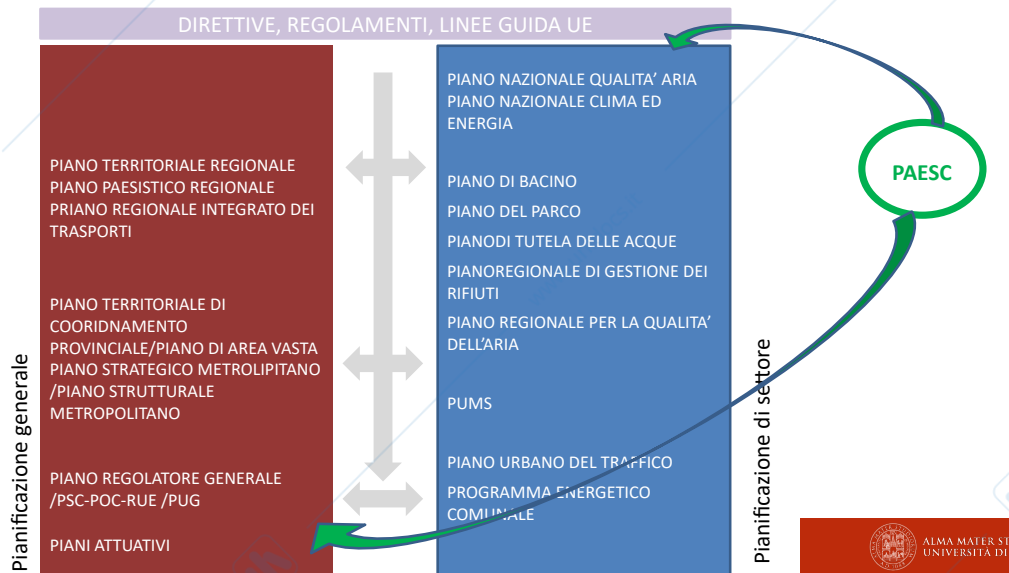 DIRETTIVE, REGOLAMENTI, LINEE GUIDA UE
Pianificazione generale
PIANO TERRITORIALE REGIONALE
PIANO PAESISTICO REGIONALE
PRIANO REGIONALE INTEGRATO DEI
TRASPORTI
PIANO TERRITORIALE DI
COORIDNAMENTO
PROVINCIALE/PIANO DI AREA VASTA
PIANO STRATEGICO METROLIPITANO
/PIANO STRUTTURALE
METROPOLITANO
PIANO REGOLATORE GENERALE
/PSC-POC-RUE /PUG
PIANI ATTUATIVI
PIANO NAZIONALE QUALITA’ ARIA
PIANO NAZIONALE CLIMA ED
ENERGIA
PIANO DI BACINO
PIANO DEL PARCO
PIANODI TUTELA DELLE ACQUE
PIANOREGIONALE DI GESTIONE DEI
RIFIUTI
PIANO REGIONALE PER LA QUALITA’
DELL’ARIA
PUMS
PIANO URBANO DEL TRAFFICO
PROGRAMMA ENERGETICO
COMUNALE
Pianificazione di settore
PAESC
ALMA MATER ST
UNIVERSITÀ DI